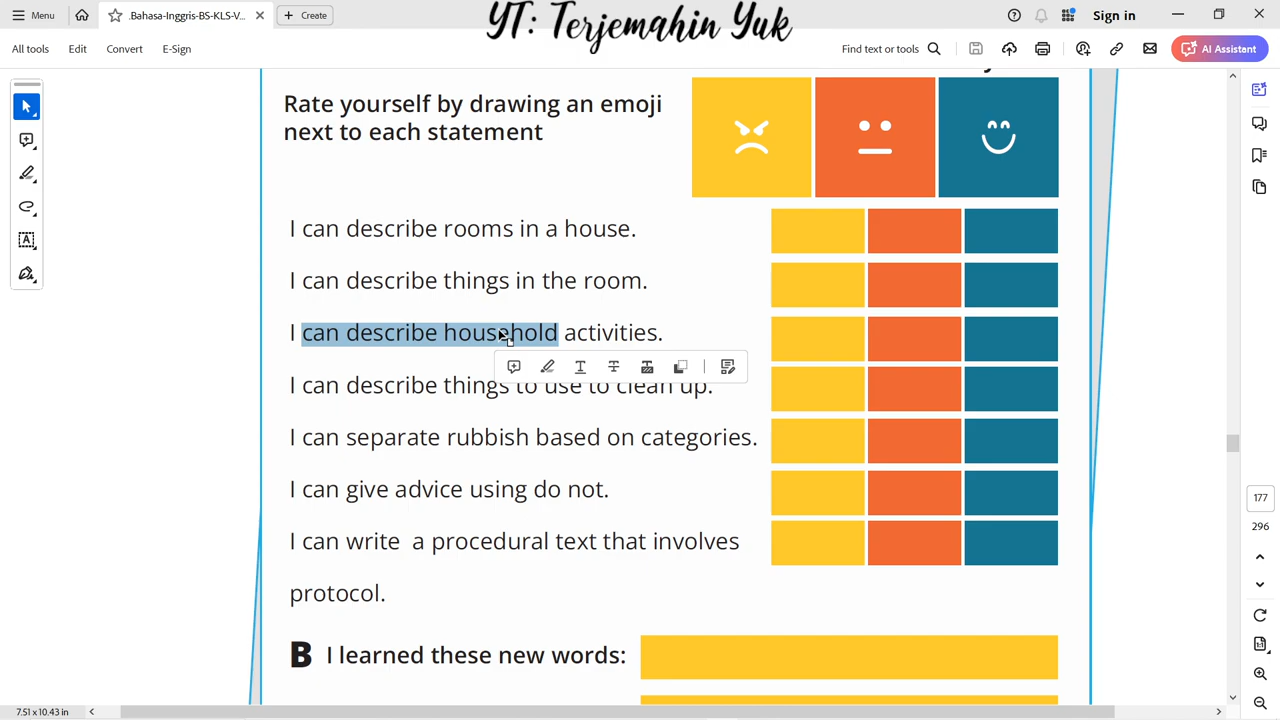 Menu
.Bahasa-Inggris-BS-KLS-V...
Create
YT: Terjemahin Yuk
Sign in
All tools
Edit
Convert
E-Sign
Find text or tools
AI Assistant
Rate yourself by drawing an emoji
next to each statement
I can describe rooms in a house.
I can describe things in the room.
I can describe household activities.
I can describe things to use to clean up.
I can separate rubbish based on categories.
I can give advice using do not.
I can write a procedural text that involves
protocol.
B I learned these new words:
177
296
7.51 x 10.43 in